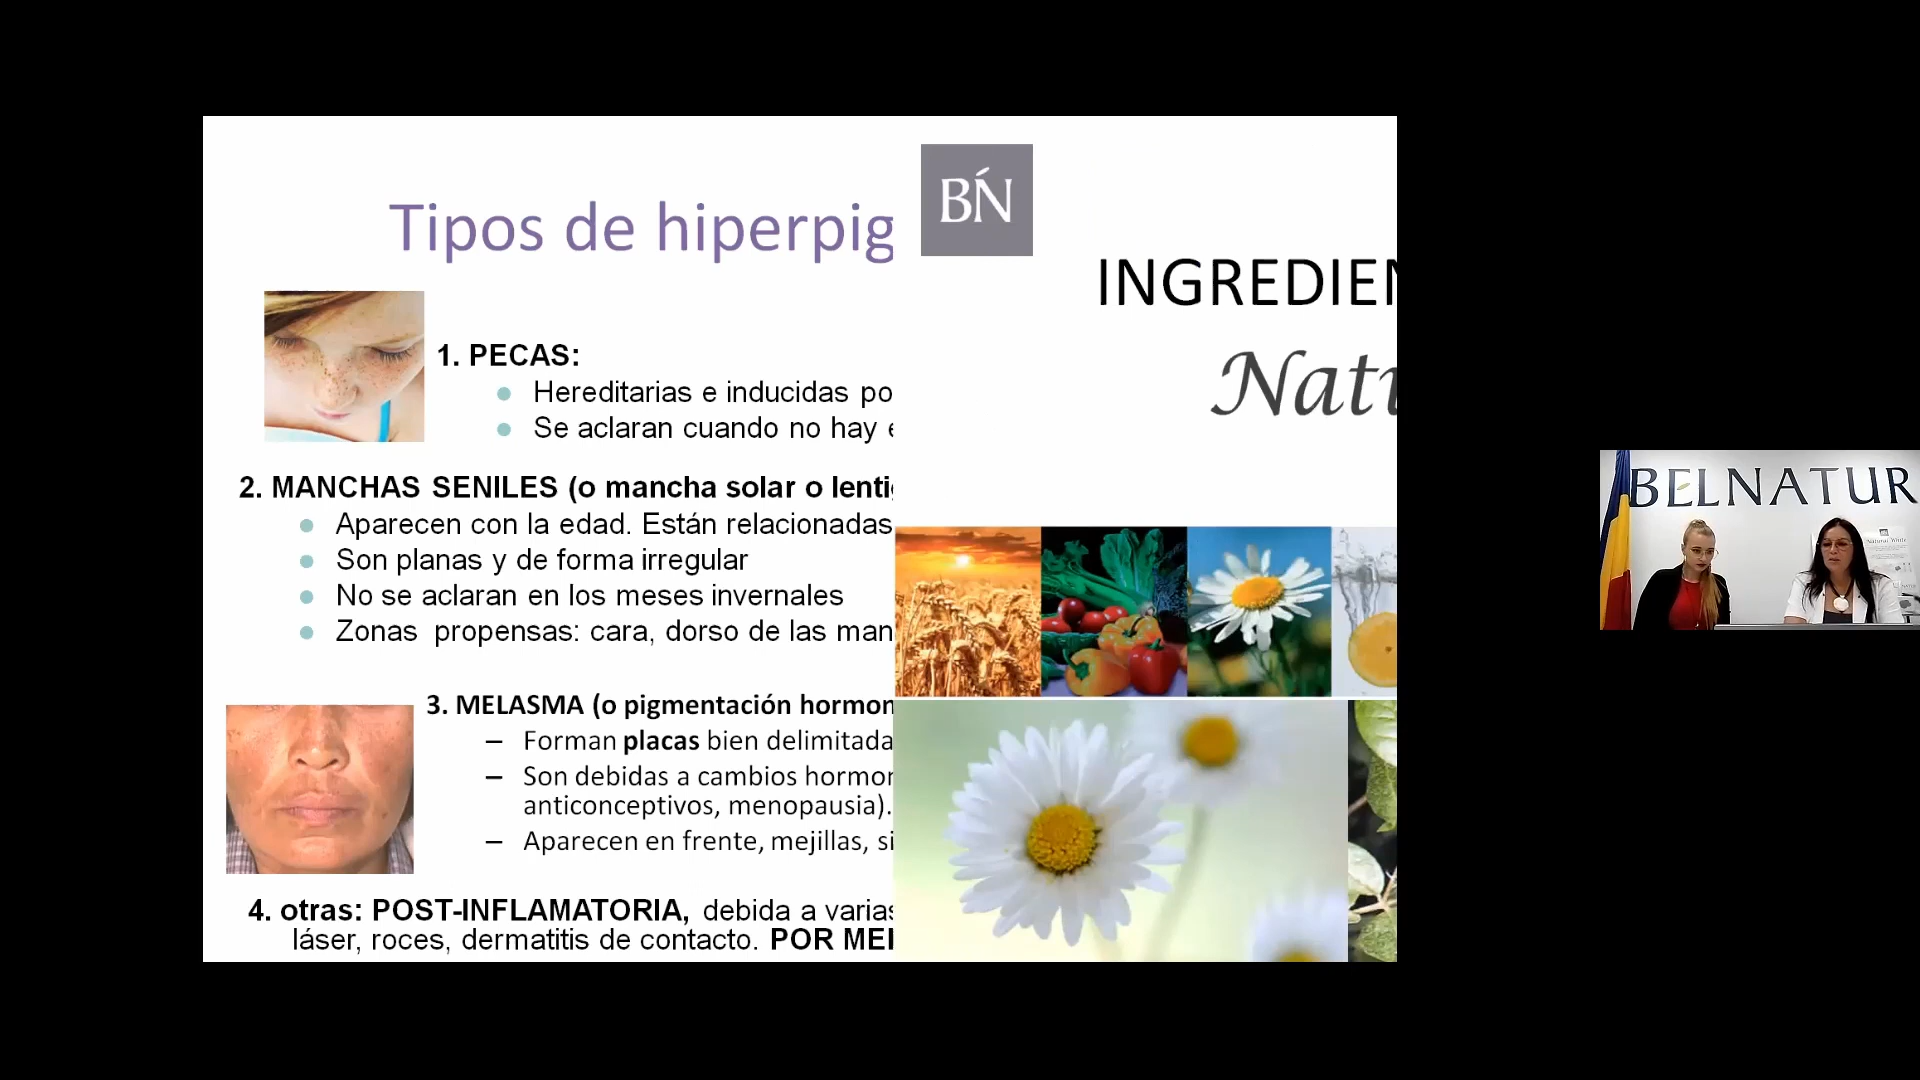 Tipos de hiperpig
1. PECAS:
Hereditarias e inducidas po
Se aclaran cuando no hay e
2. MANCHAS SENILES (o mancha solar o lenti
Aparecen con la edad. Están relacionadas
Son planas y de forma irregular
No se aclaran en los meses invernales
Zonas propensas: cara, dorso de las man
3. MELASMA (o pigmentación hormon
– Forman placas bien delimitada
– Son debidas a cambios hormon
anticonceptivos, menopausia).
– Aparecen en frente, mejillas, si
4. otras: POST-INFLAMATORIA, debida a varias
láser, roces, dermatitis de contacto. POR MEI
BŃ
INGREDIEN
Natu
BELNATUR